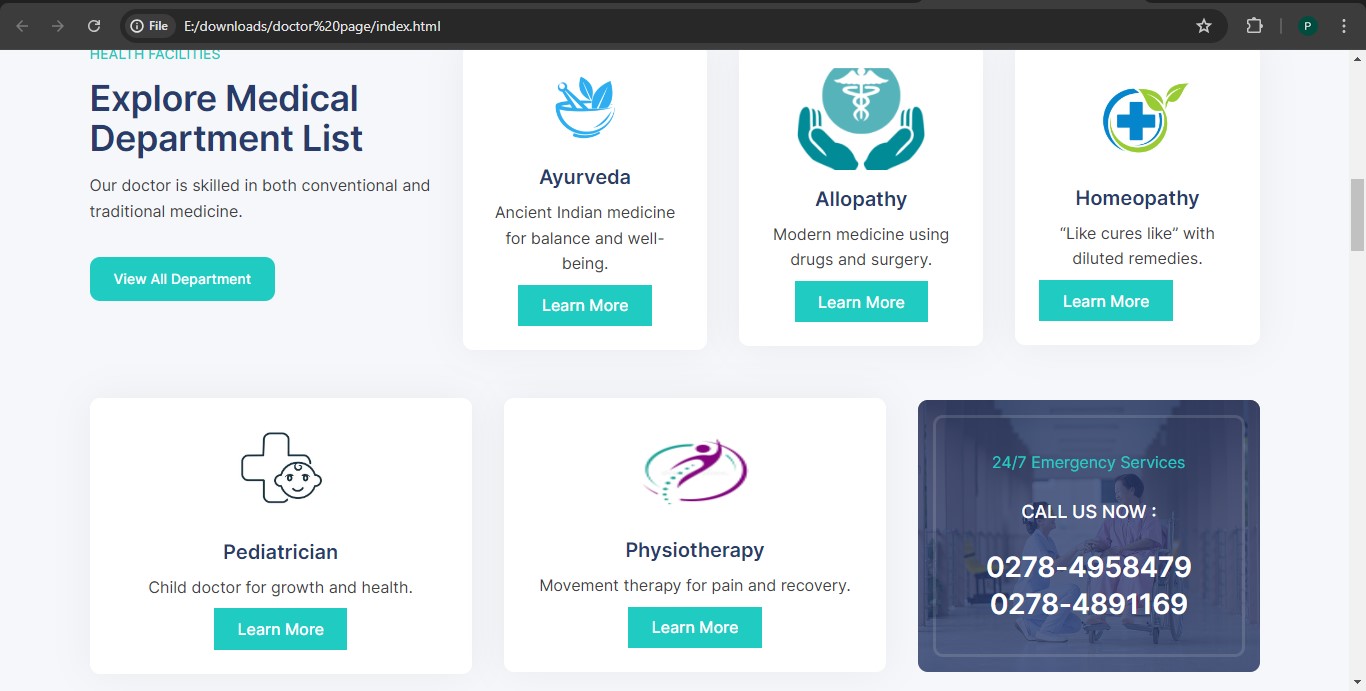 File
E:/downloads/doctor%20page/index.html
P
HEALTH FACILITIES
Explore Medical
Department List
Our doctor is skilled in both conventional and
traditional medicine.
View All Department
Ayurveda
Ancient Indian medicine
for balance and well-
being.
Learn More
Allopathy
Modern medicine using
drugs and surgery.
Learn More
Homeopathy
“Like cures like” with
diluted remedies.
Learn More
Pediatrician
Child doctor for growth and health.
Learn More
Physiotherapy
Movement therapy for pain and recovery.
Learn More
24/7 Emergency Services
CALL US NOW :
0278-4958479
0278-4891169